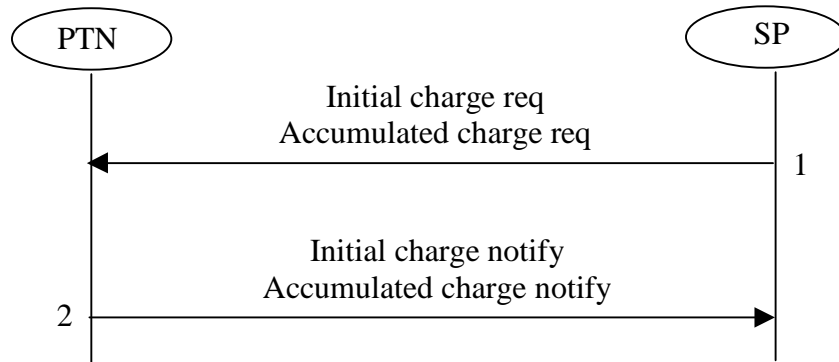 PTN
SP
Initial charge req
Accumulated charge req
1
Initial charge notify
Accumulated charge notify
2